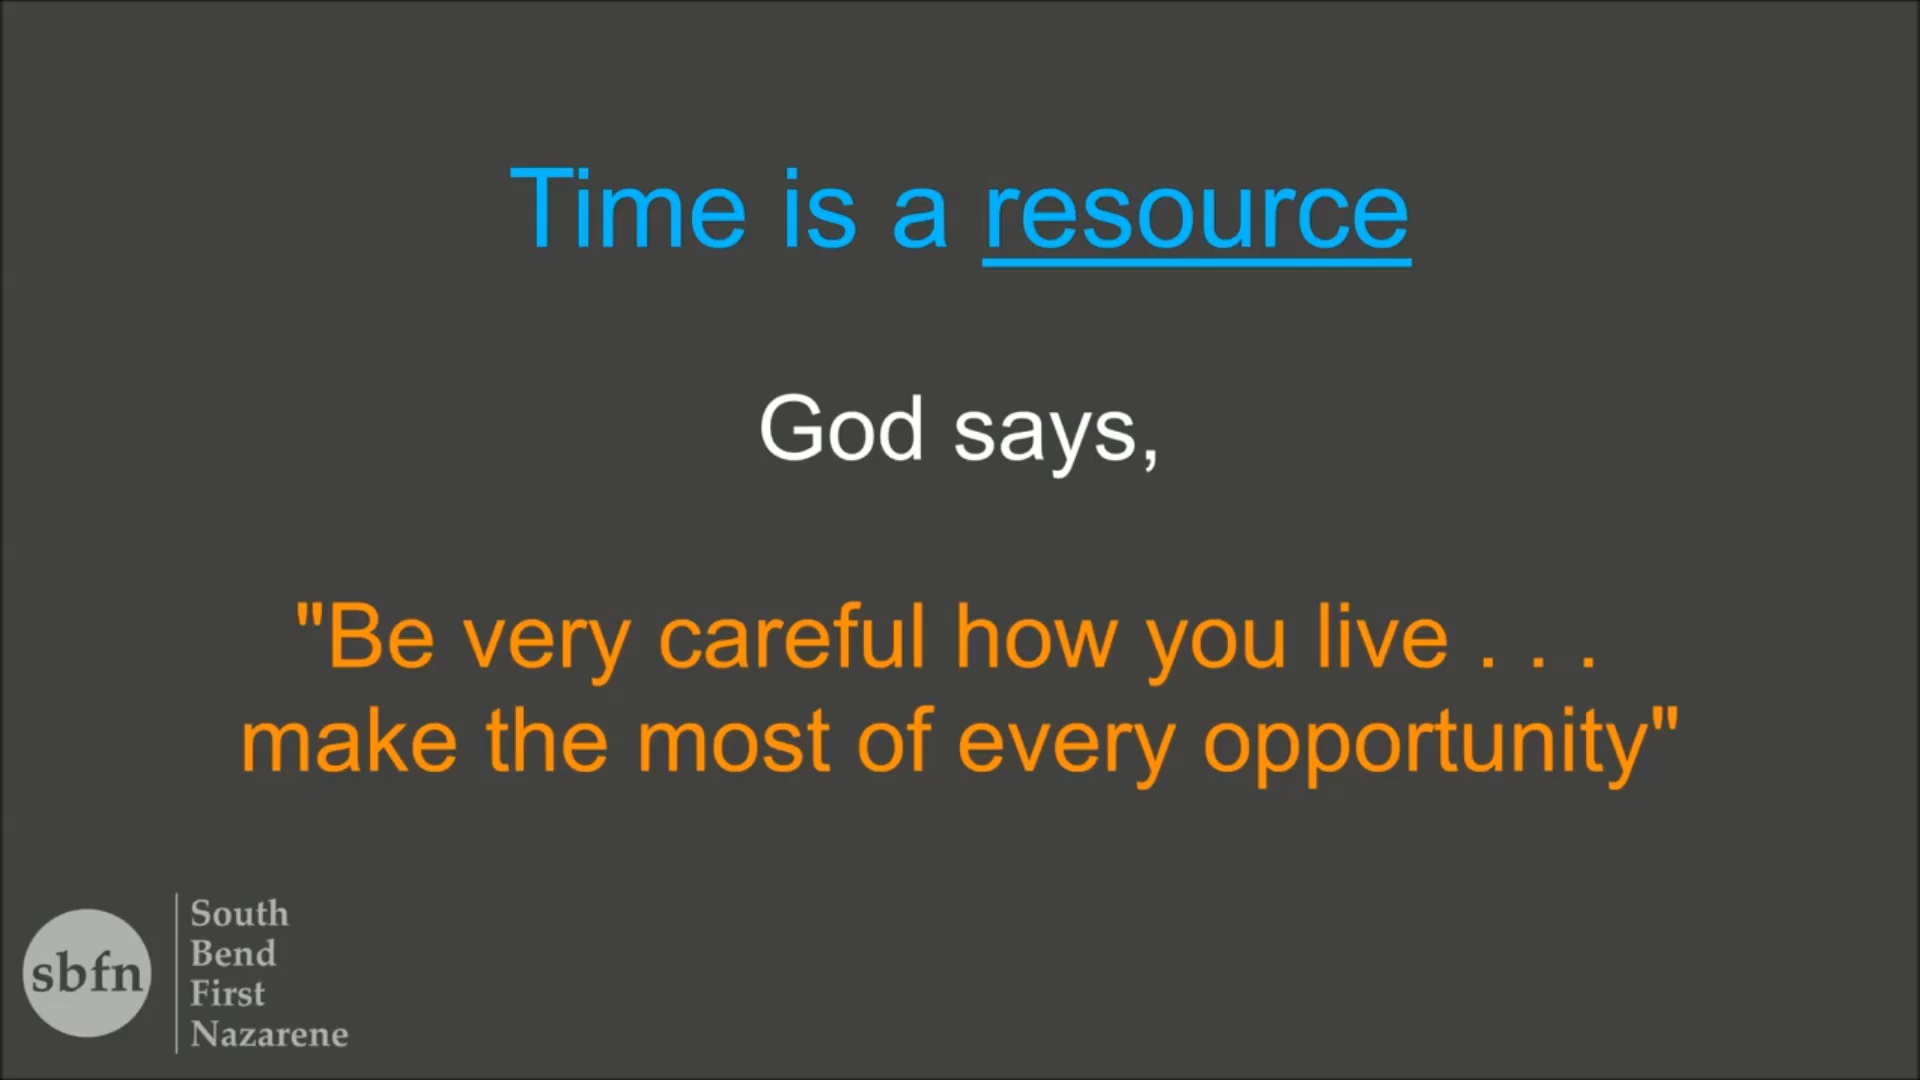 Time is a resource
God says,
"Be very careful how you live . . .
make the most of every opportunity"
sbfn
South
Bend
First
Nazarene